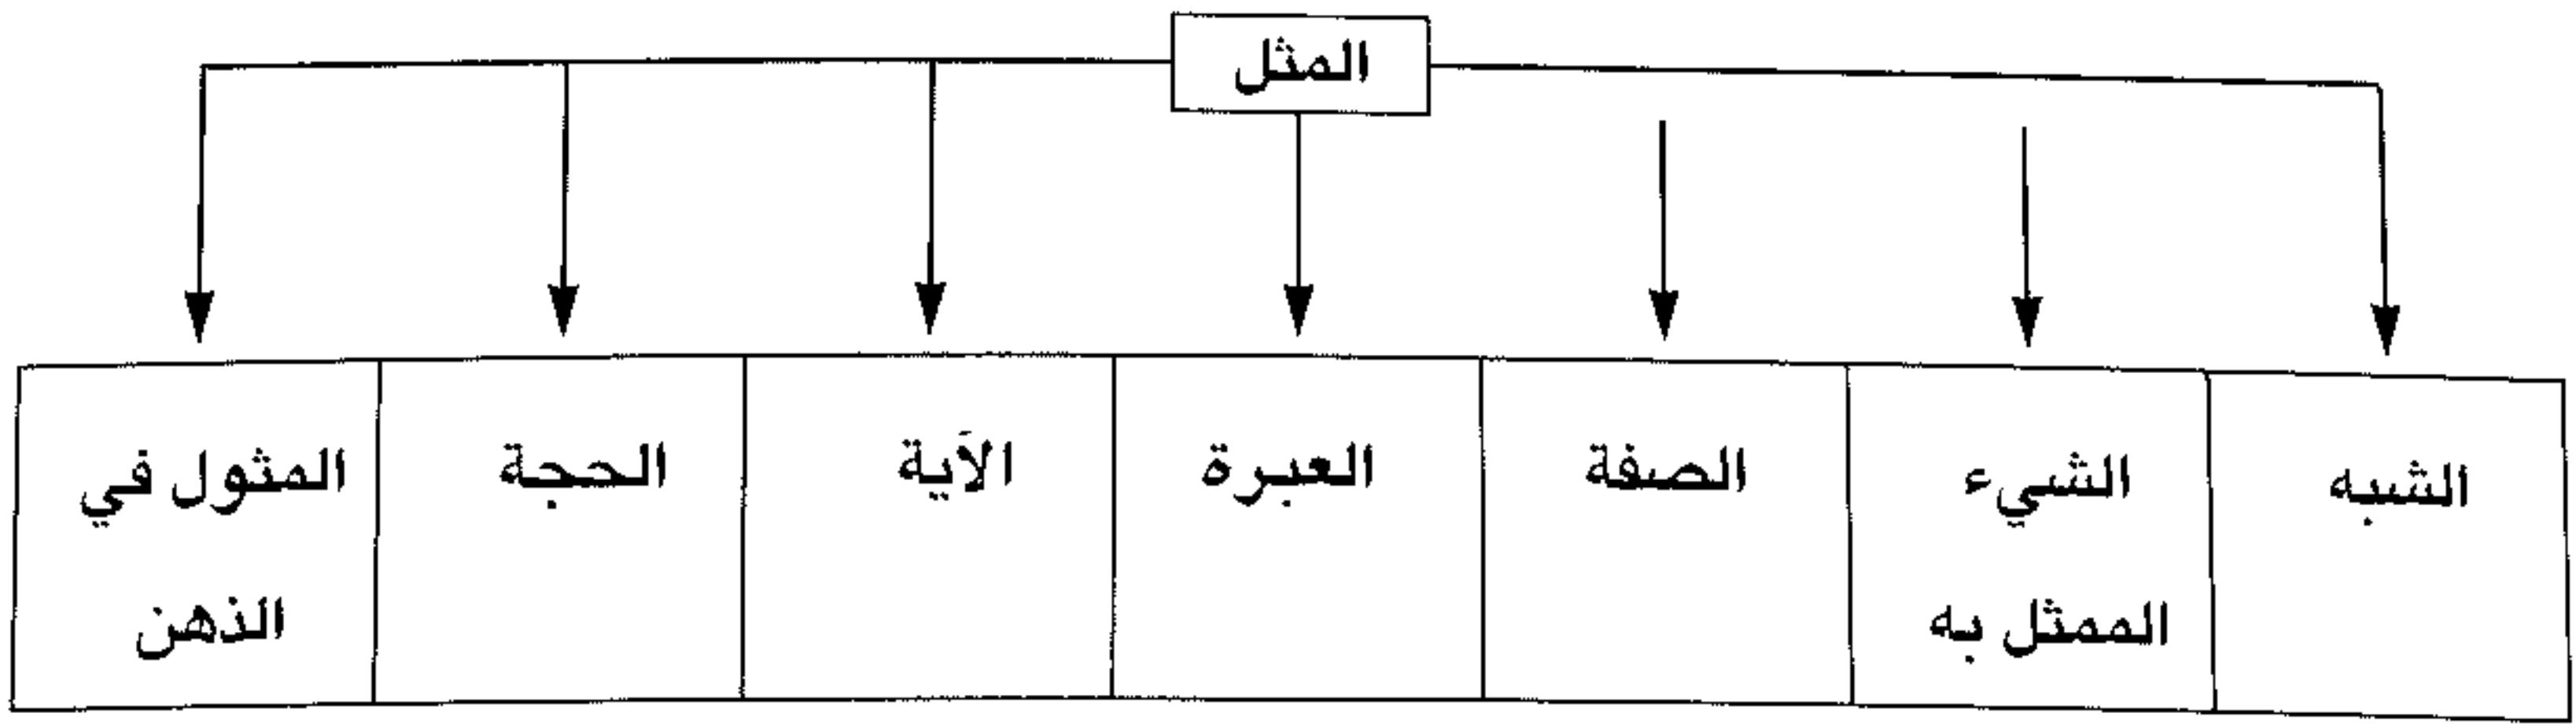 المثل
الشبه
الشيء
الممثل به
الصفة
العبرة
الآية
الحجة
المثول في
الذهن